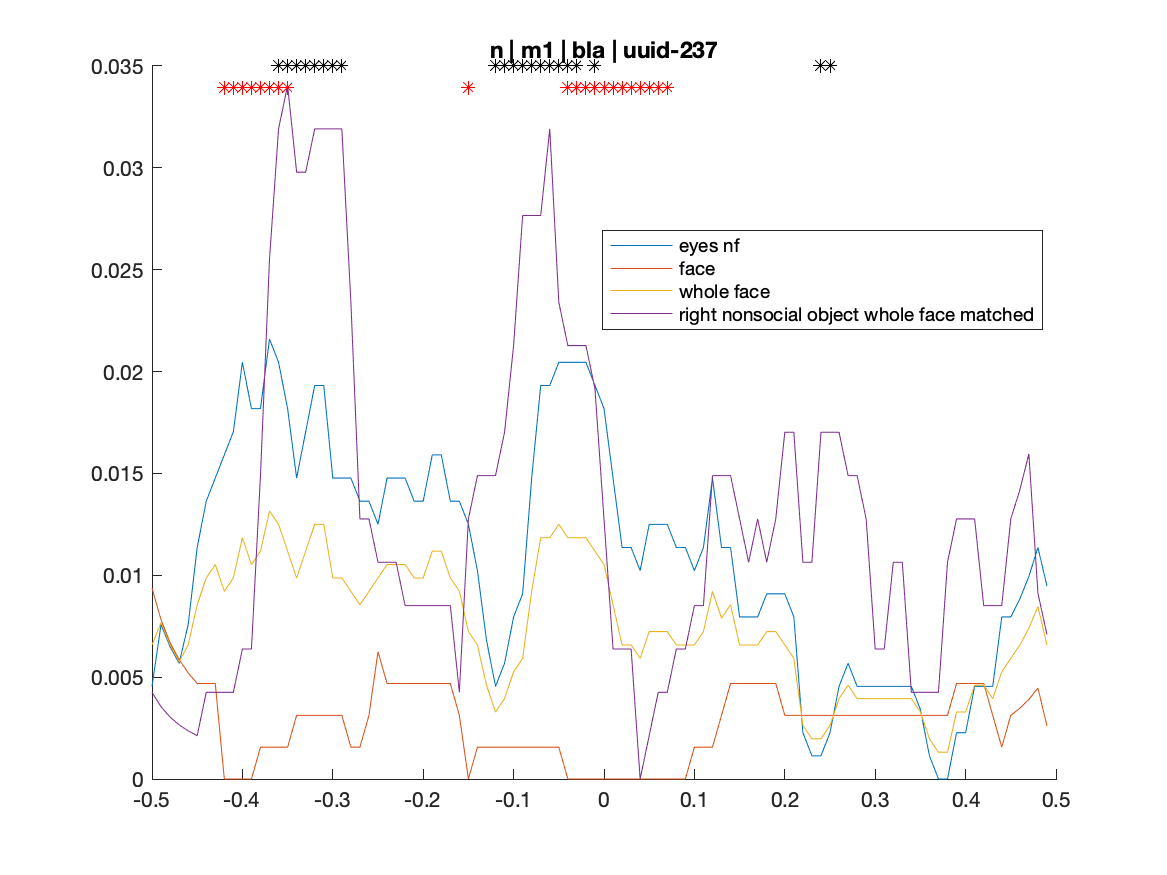 n | m1 | bla | uuid-237
0.035
0.03
0.025
0.02
0.015
0.01
0.005
0
eyes nf
face
whole face
right nonsocial object whole face matched
-0.5 -0.4 -0.3 -0.2 -0.1 0 0.1 0.2 0.3 0.4 0.5